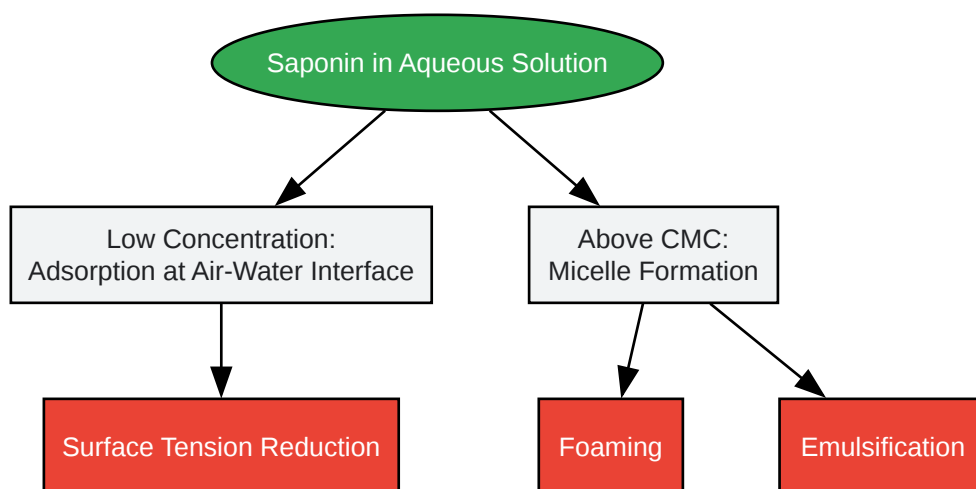 Saponin in Aqueous Solution
Low Concentration:
Adsorption at Air-Water Interface
Above CMC:
Micelle Formation
Surface Tension Reduction
Foaming
Emulsification